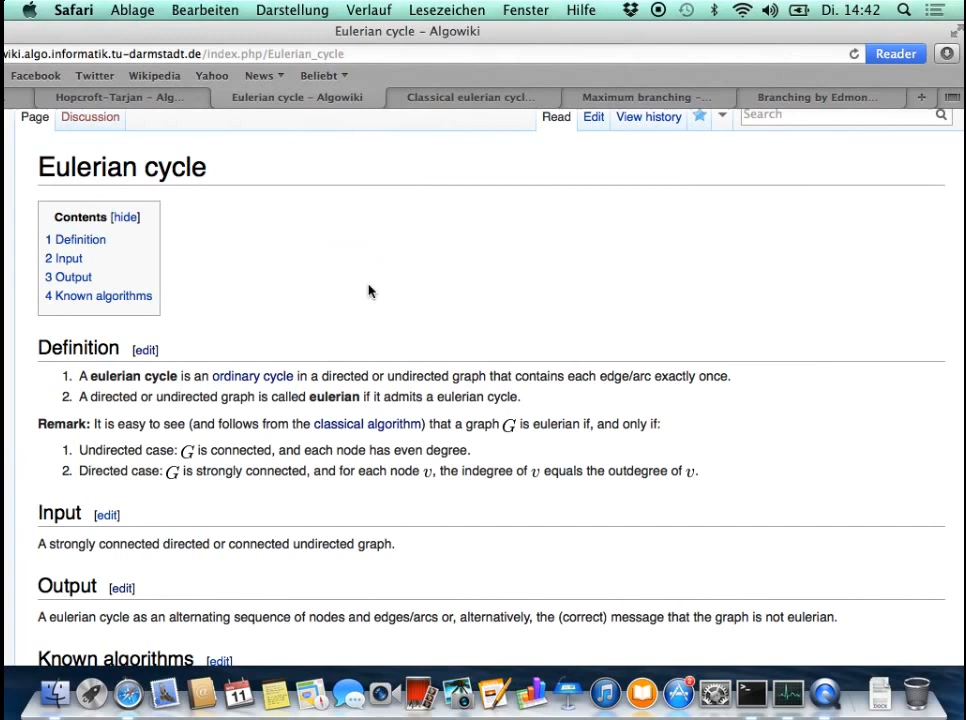 Safari Ablage Bearbeiten Darstellung Verlauf Lesezeichen Fenster Hilfe Di. 14:42
Eulerian cycle – Algowiki
wiki.algo.informatik.tu-darmstadt.de/index.php/Eulerian_cycle Reader
Facebook Twitter Wikipedia Yahoo News Beliebt
Hopcroft-Tarjan – Alg... Eulerian cycle – Algowiki Classical eulerian cycl... Maximum branching –... Branching by Edmon... +
Page Discussion Read Edit View history Search
Eulerian cycle
Contents [hide]
1 Definition
2 Input
3 Output
4 Known algorithms
Definition [edit]
1. A eulerian cycle is an ordinary cycle in a directed or undirected graph that contains each edge/arc exactly once.
2. A directed or undirected graph is called eulerian if it admits a eulerian cycle.
Remark: It is easy to see (and follows from the classical algorithm) that a graph G is eulerian if, and only if:
1. Undirected case: G is connected, and each node has even degree.
2. Directed case: G is strongly connected, and for each node v, the indegree of v equals the outdegree of v.
Input [edit]
A strongly connected directed or connected undirected graph.
Output [edit]
A eulerian cycle as an alternating sequence of nodes and edges/arcs or, alternatively, the (correct) message that the graph is not eulerian.
Known algorithms [edit]
11
2
DOCX